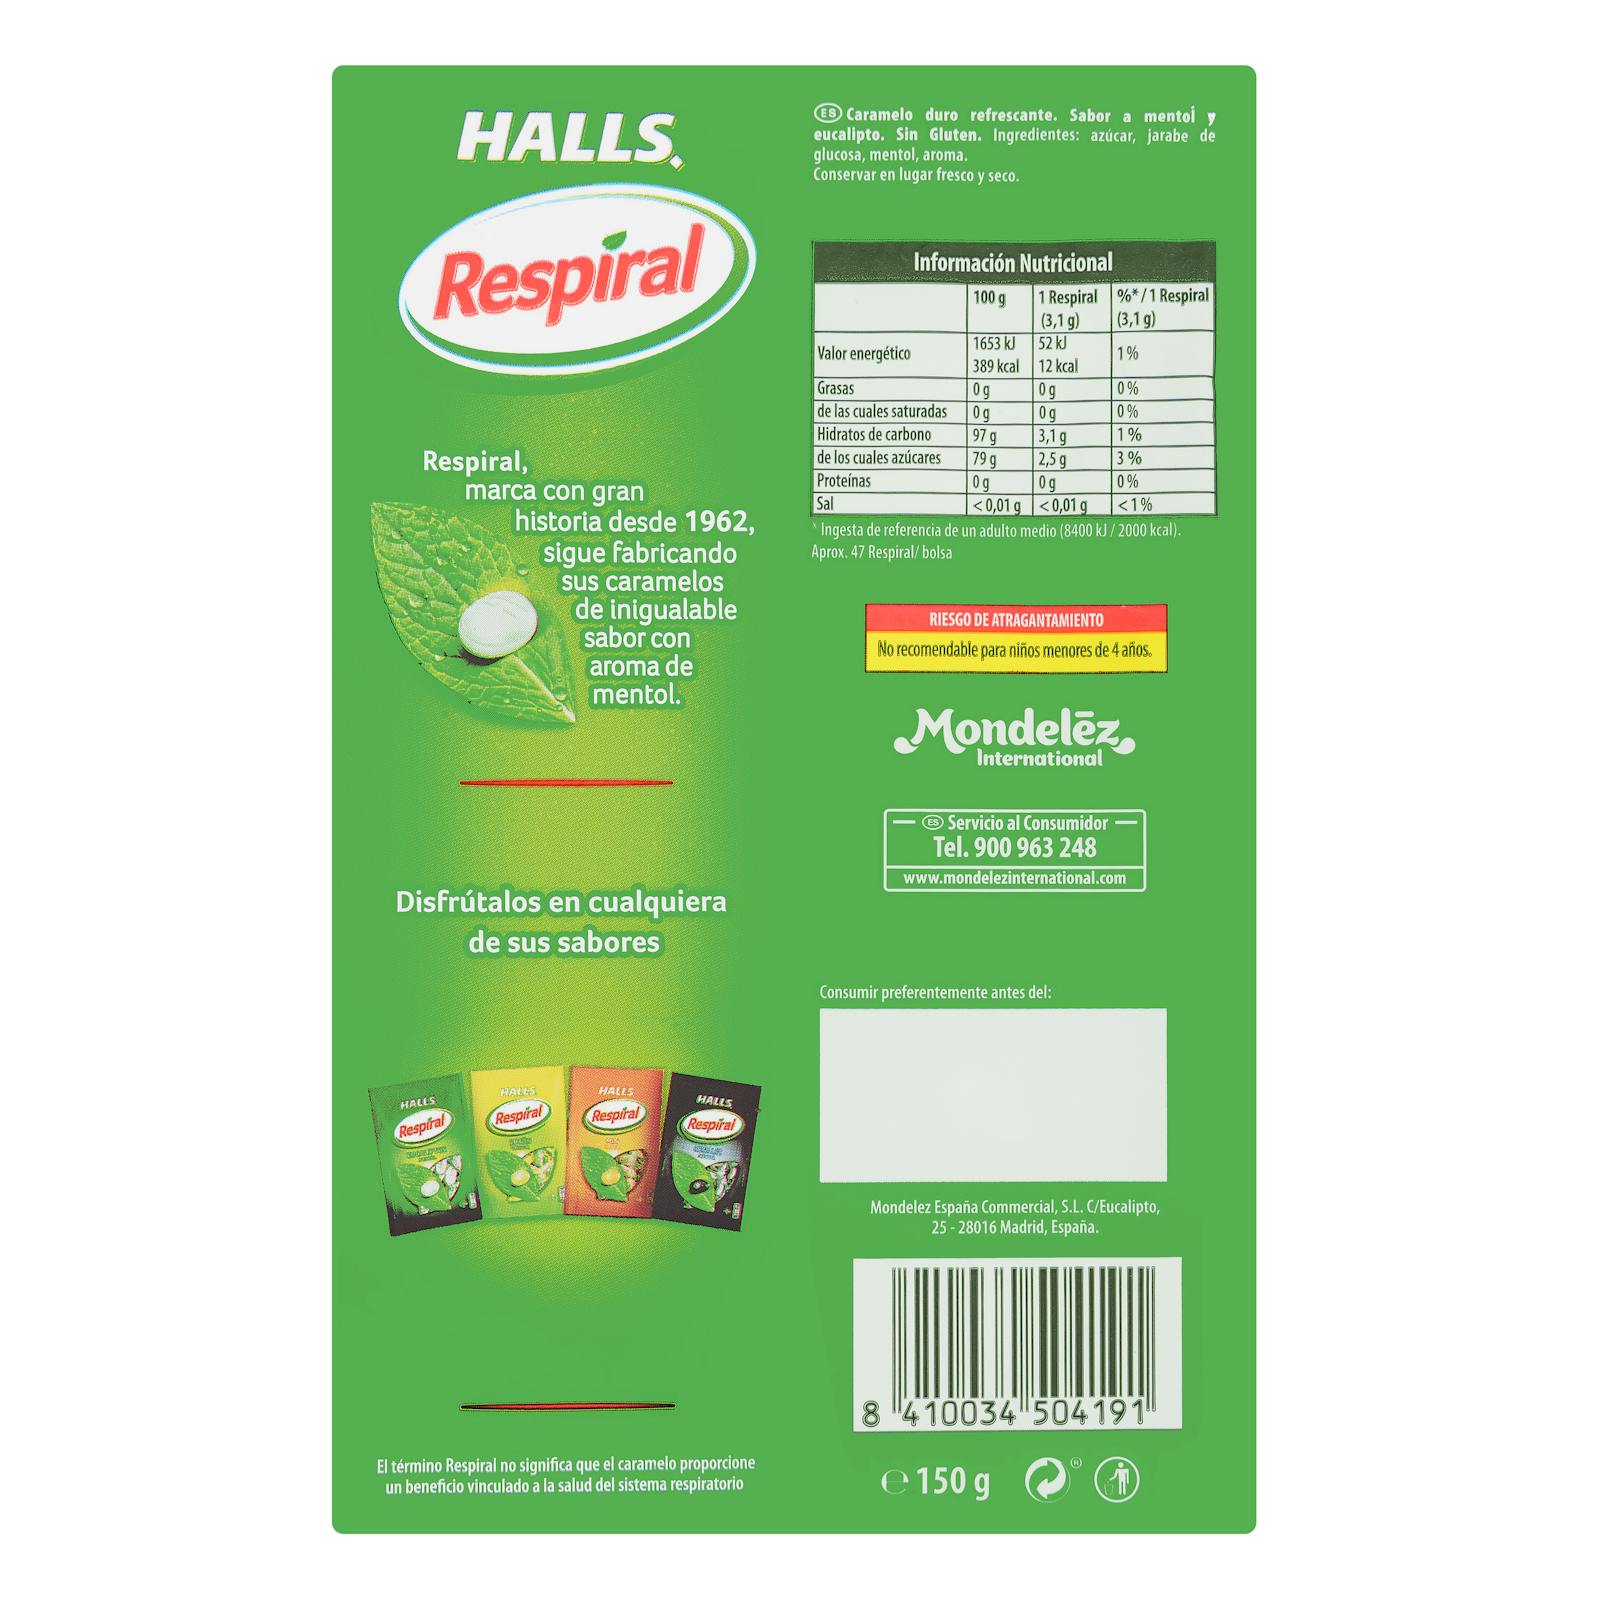 HALLS.
Respiral
Respiral,
marca con gran
historia desde 1962,
sigue fabricando
sus caramelos
de inigualable
sabor con
aroma de
mentol.
Disfrútalos en cualquiera
de sus sabores
HALLS
Respiral
HALLS
Respiral
HALLS
Respiral
HALLS
Respiral
El término Respiral no significa que el caramelo proporcione
un beneficio vinculado a la salud del sistema respiratorio
ES Caramelo duro refrescante. Sabor a mentol y
eucalipto. Sin Gluten. Ingredientes: azúcar, jarabe de
glucosa, mentol, aroma.
Conservar en lugar fresco y seco.
Información Nutricional
100 g 1 Respiral (3,1 g) %* / 1 Respiral (3,1 g)
Valor energético 1653 kJ 389 kcal 52 kJ 12 kcal 1 %
Grasas 0 g 0 g 0 %
de las cuales saturadas 0 g 0 g 0 %
Hidratos de carbono 97 g 3,1 g 1 %
de los cuales azúcares 79 g 2,5 g 3 %
Proteínas 0 g 0 g 0 %
Sal < 0,01 g < 0,01 g < 1 %
* Ingesta de referencia de un adulto medio (8400 kJ / 2000 kcal).
Aprox. 47 Respiral/ bolsa
RIESGO DE ATRAGANTAMIENTO
No recomendable para niños menores de 4 años.
Mondelēz
International
ES Servicio al Consumidor
Tel. 900 963 248
www.mondelezinternational.com
Consumir preferentemente antes del:
Mondelez España Commercial, S.L. C/Eucalipto,
25 - 28016 Madrid, España.
8 410034 504191
℮ 150 g